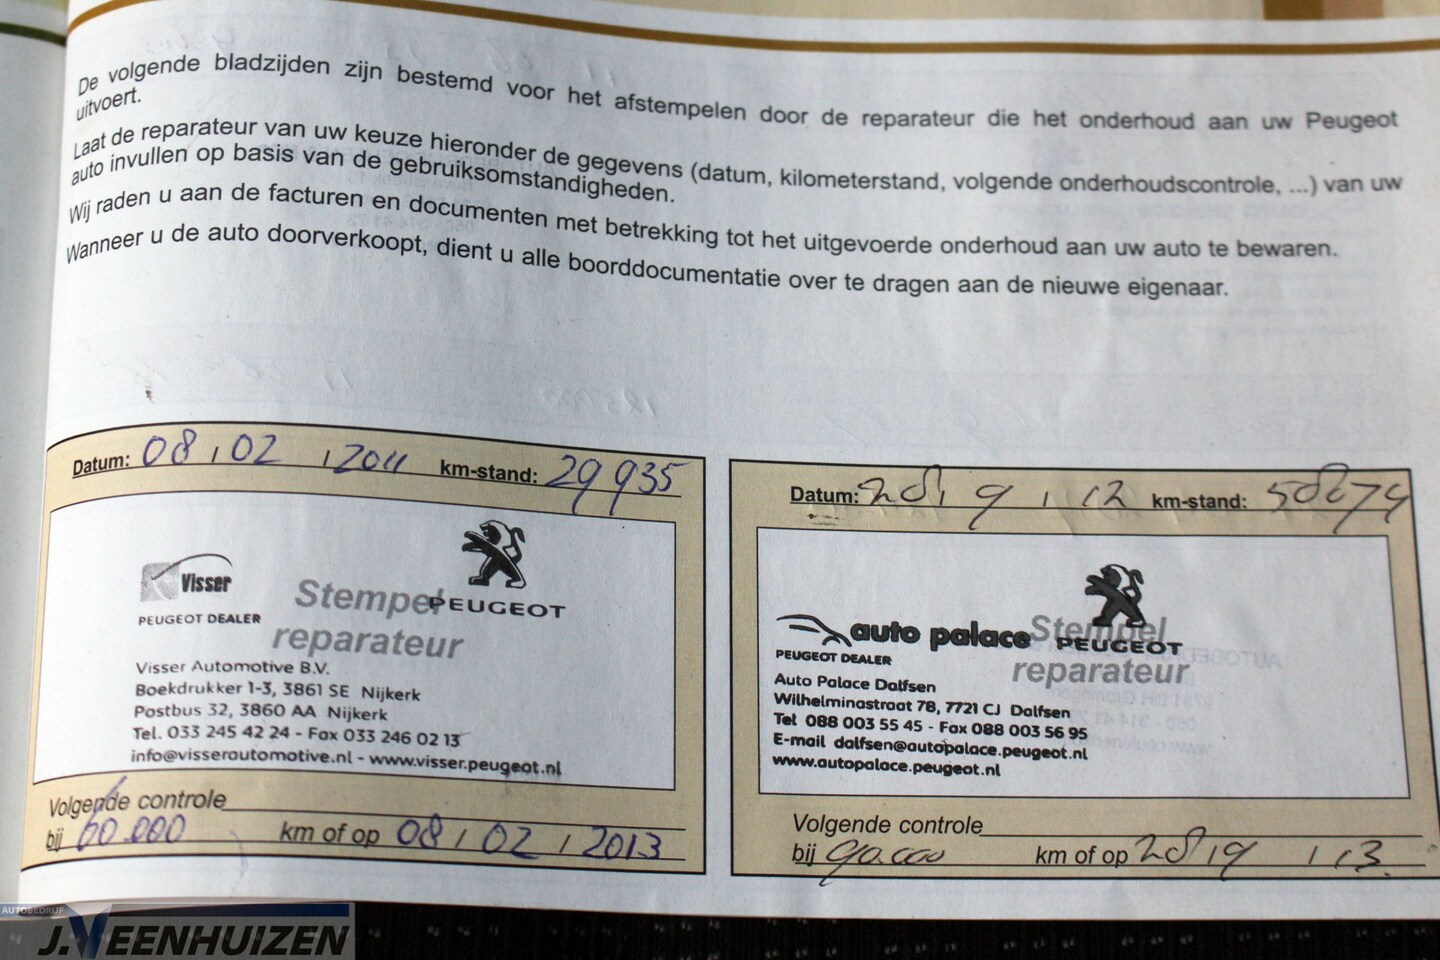 De volgende bladzijden zijn bestemd voor het afstempelen door de reparateur die het onderhoud aan uw Peugeot
uitvoert.
Laat de reparateur van uw keuze hieronder de gegevens (datum, kilometerstand, volgende onderhoudscontrole, ...) van uw
auto invullen op basis van de gebruiksomstandigheden.
Wij raden u aan de facturen en documenten met betrekking tot het uitgevoerde onderhoud aan uw auto te bewaren.
Wanneer u de auto doorverkoopt, dient u alle boorddocumentatie over te dragen aan de nieuwe eigenaar.
Datum: 08 / 02 / 2011 km-stand: 29935
Visser
PEUGEOT DEALER
PEUGEOT
Stempel
reparateur
Visser Automotive B.V.
Boekdrukker 1-3, 3861 SE Nijkerk
Postbus 32, 3860 AA Nijkerk
Tel. 033 245 42 24 - Fax 033 246 02 13
info@visserautomotive.nl - www.visser.peugeot.nl
Volgende controle
bij 60.000 km of op 08 / 02 / 2013
Datum: 28 / 9 / 12 km-stand: 58674
auto palace
PEUGEOT DEALER
PEUGEOT
Stempel
reparateur
Auto Palace Dalfsen
Wilhelminastraat 78, 7721 CJ Dalfsen
Tel 088 003 55 45 - Fax 088 003 56 95
E-mail dalfsen@autopalace.peugeot.nl
www.autopalace.peugeot.nl
Volgende controle
bij 90.000 km of op 28 / 9 / 13
AUTOBEDRIJF
J.VEENHUIZEN